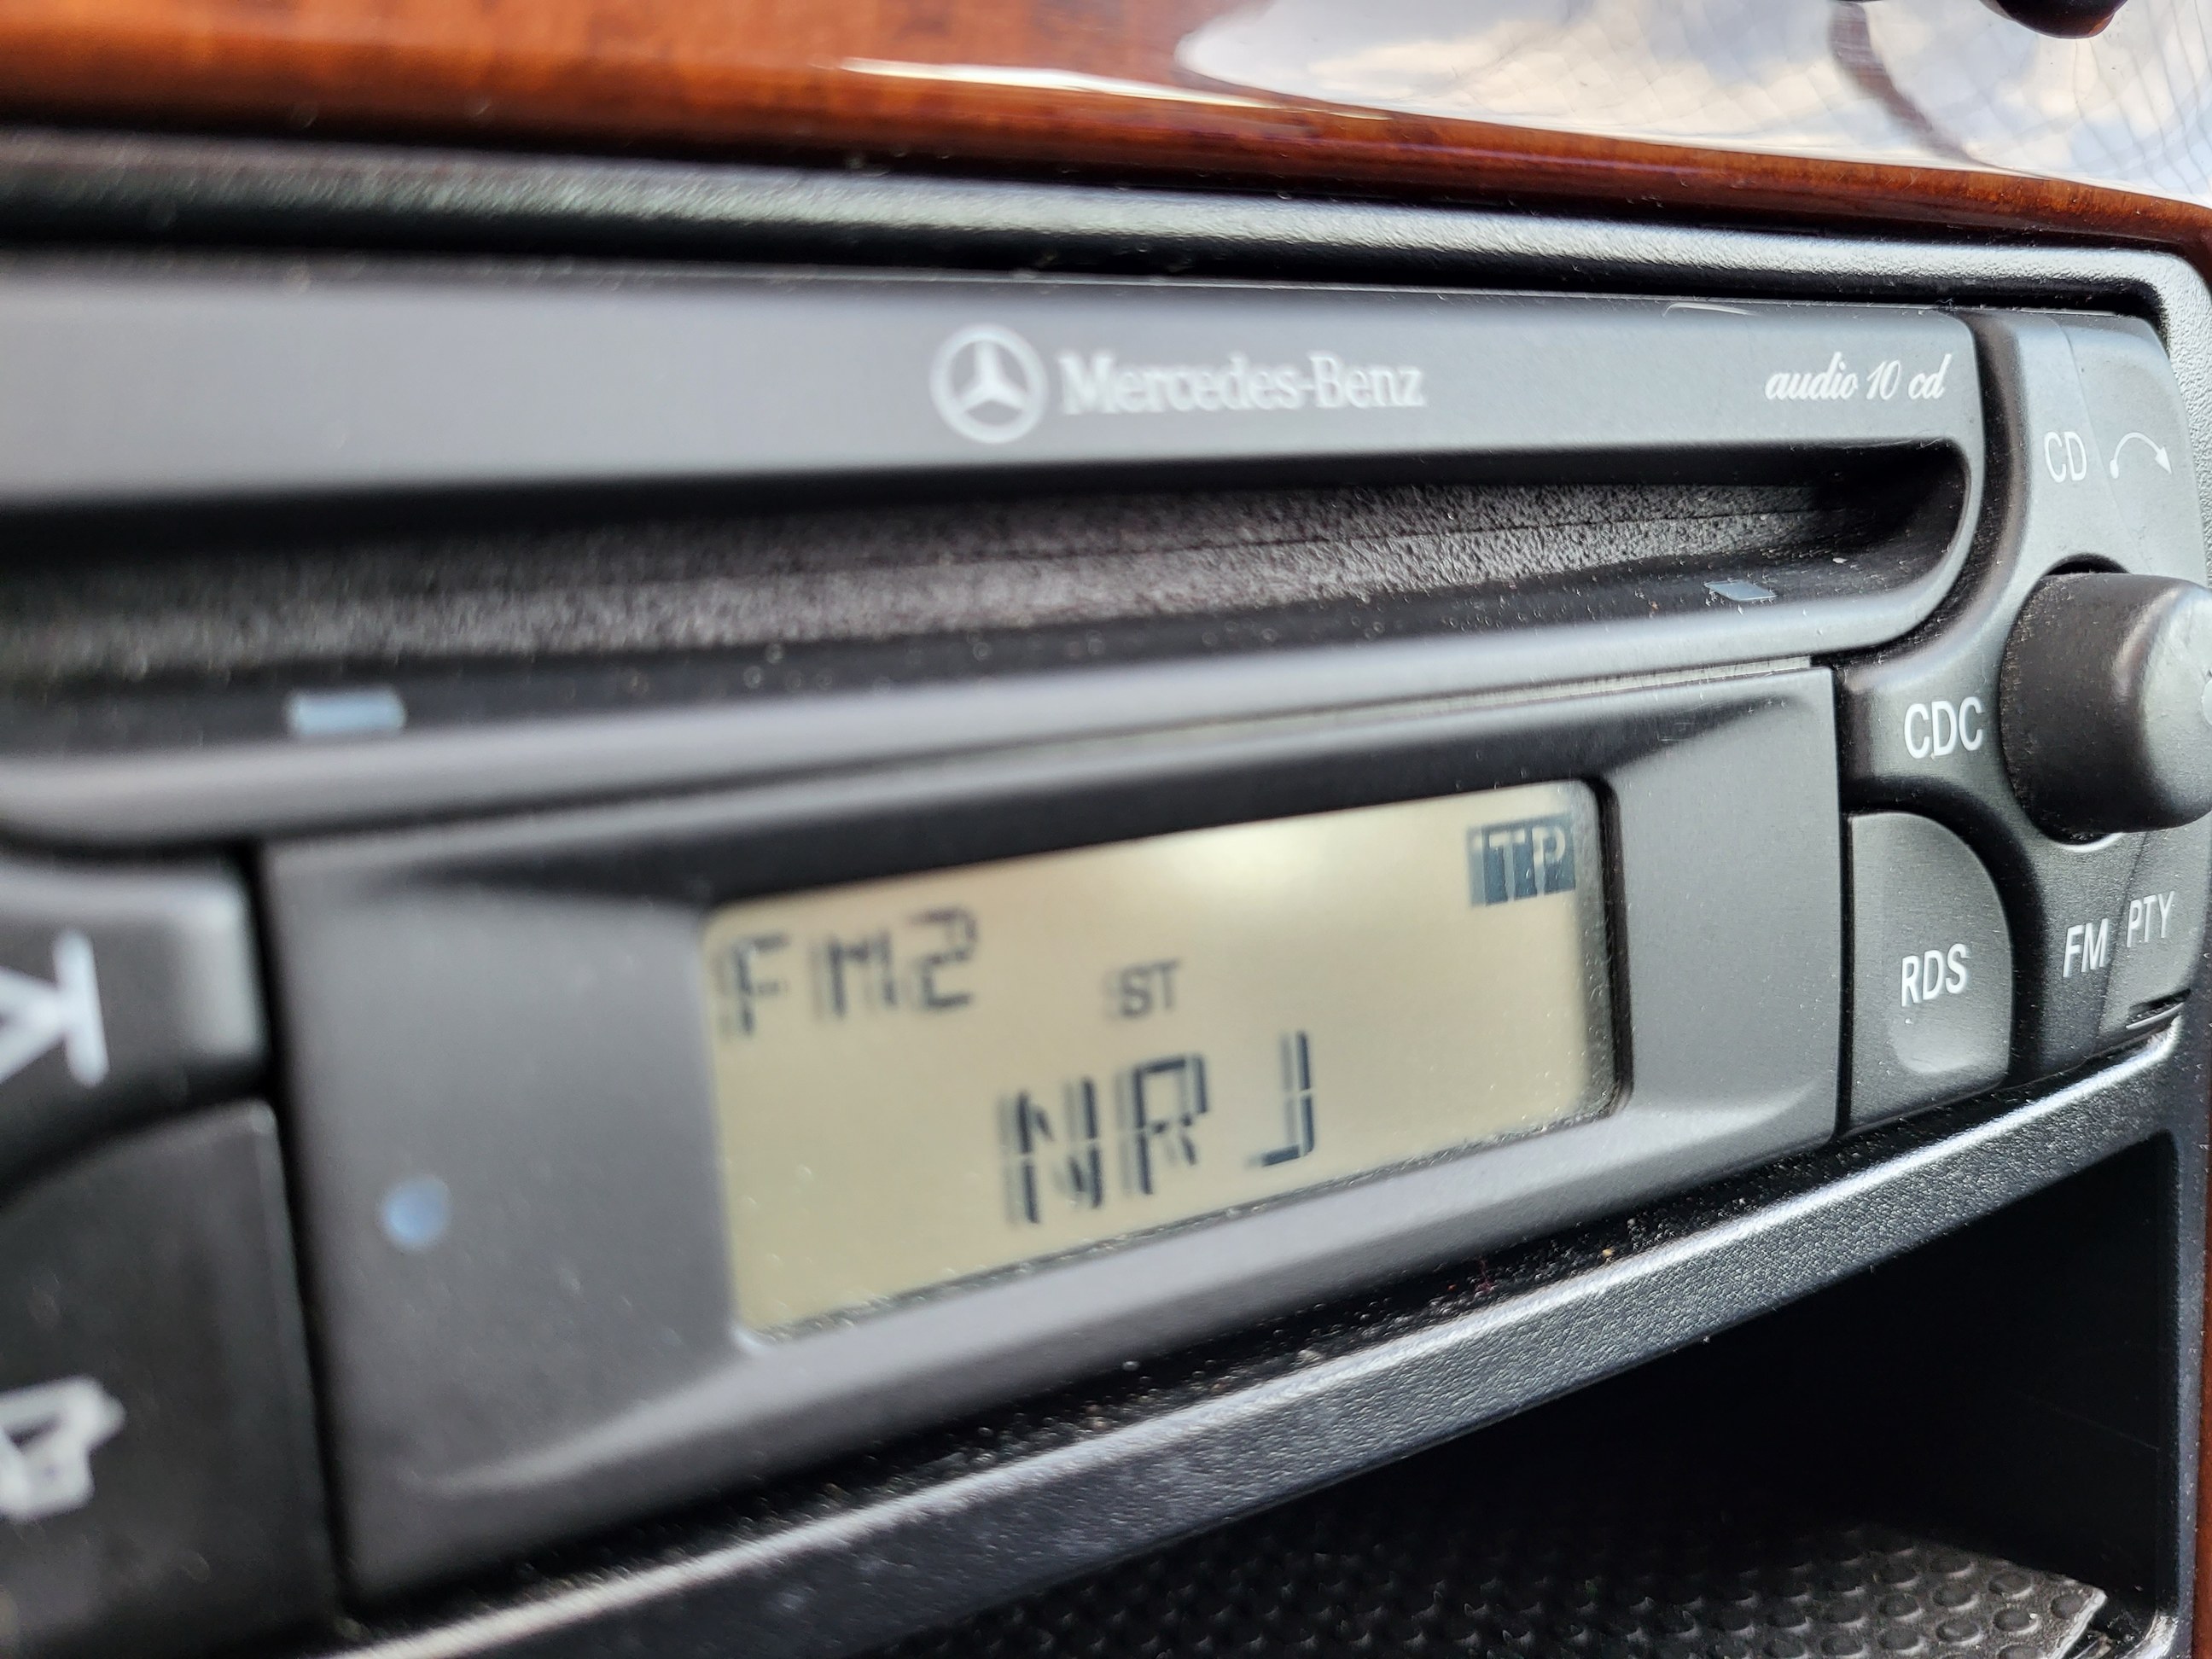 Mercedes-Benz
audio 10 cd
CD
CDC
TP
FM2
ST
NRJ
RDS
FM
PTY